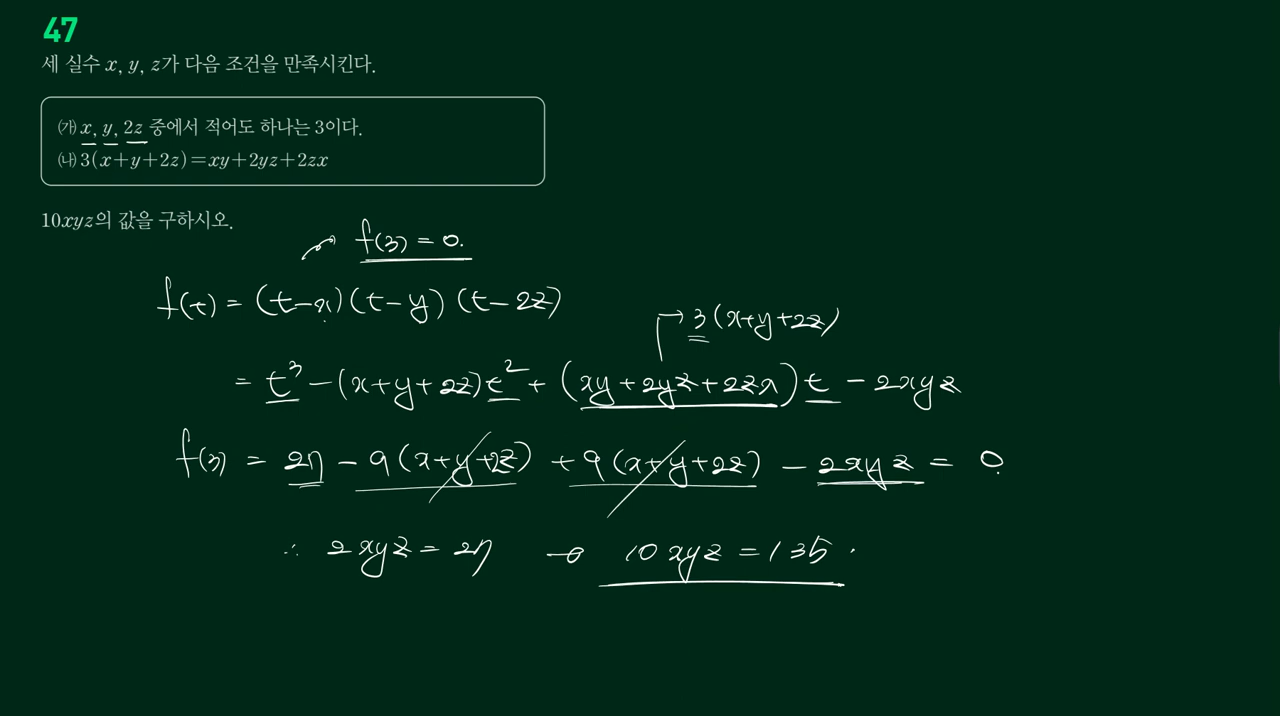 47
세 실수 x, y, z가 다음 조건을 만족시킨다.
㈎ x, y, 2z 중에서 적어도 하나는 3이다.
㈏ 3(x+y+2z)=xy+2yz+2zx
10xyz의 값을 구하시오.
f(3) = 0.
f(t) = (t-x)(t-y)(t-2z)
→ 3(x+y+2z)
= t³ - (x+y+2z)t² + (xy+2yz+2zx)t - 2xyz
f(3) = 27 - 9(x+y+2z) + 9(x+y+2z) - 2xyz = 0.
∴ 2xyz = 27 → 10xyz = 135.